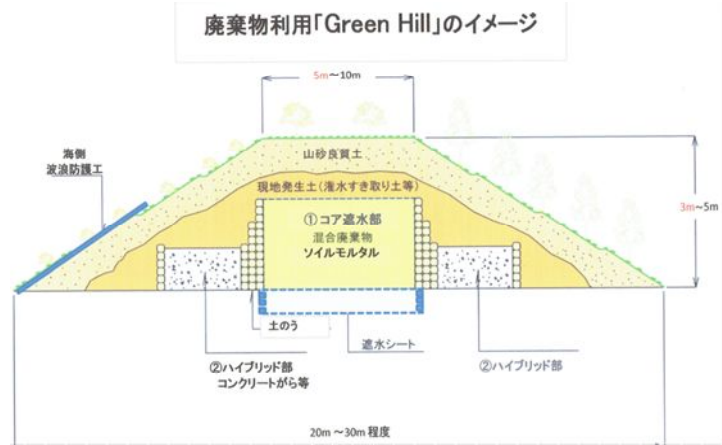 廃棄物利用「Green Hill」のイメージ
5m～10m
海側
波浪防護工
山砂良質土
現地発生土(潅水すき取り土等)
3m～5m
①コア遮水部
混合廃棄物
ソイルモルタル
土のう
遮水シート
②ハイブリッド部
コンクリートがら等
②ハイブリッド部
20m ～30m 程度